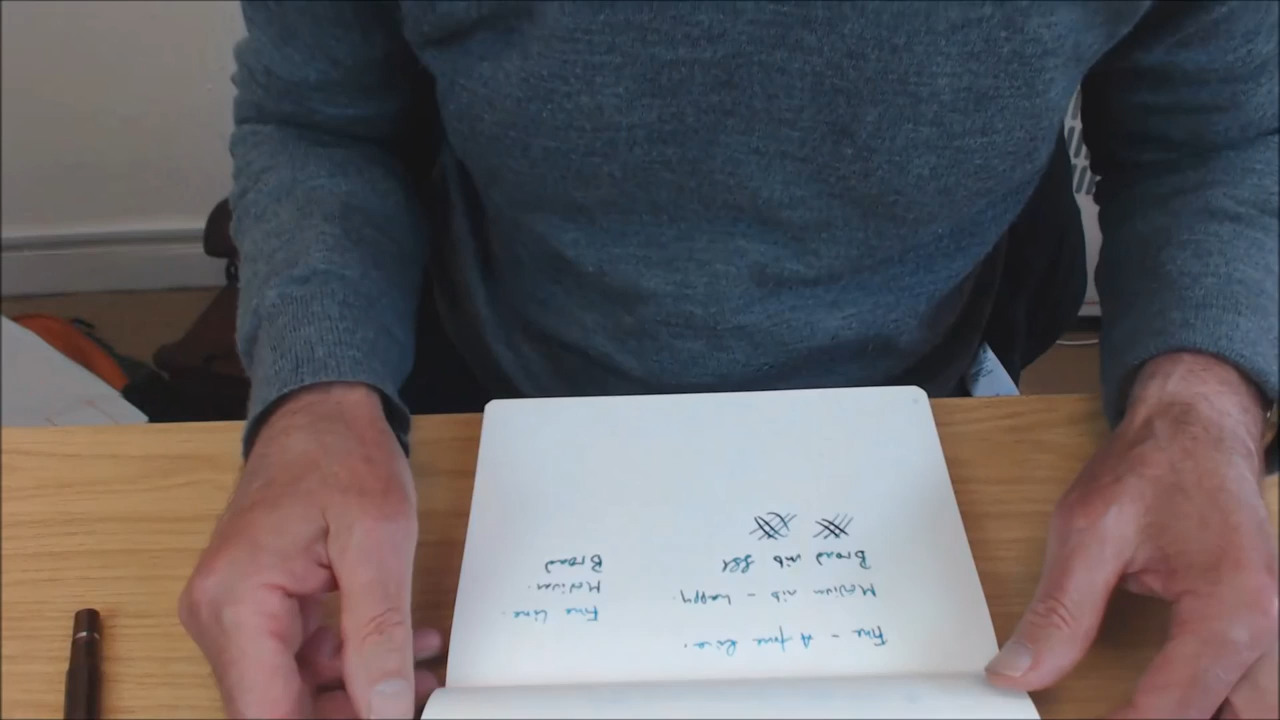 Fine - A fine line.
Medium nib - happy.
Broad nib
Fine line.
Medium.
Broad